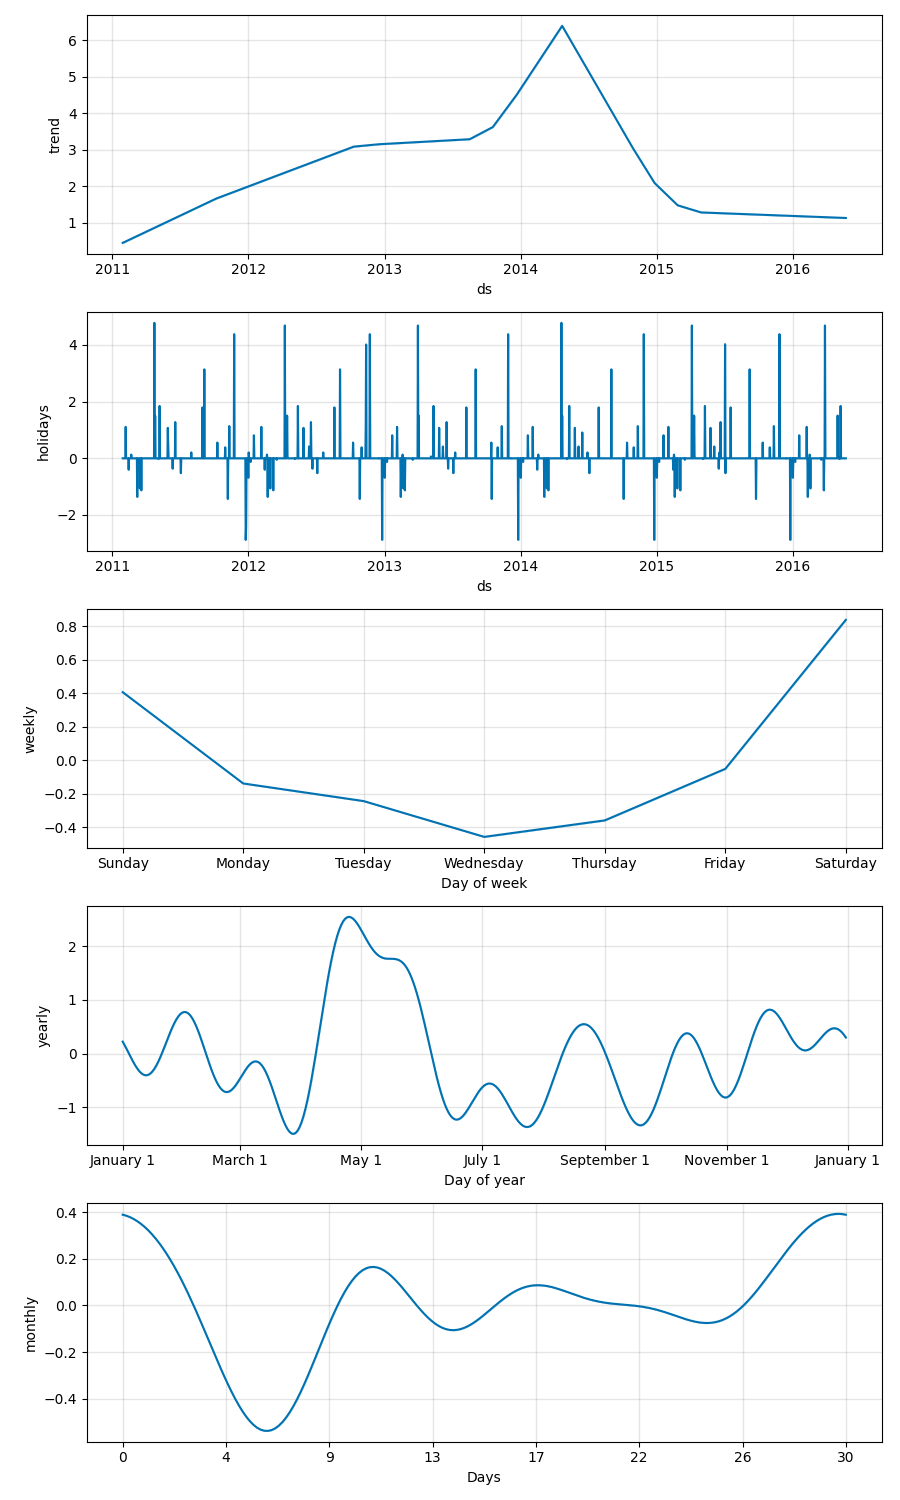 trend
6
5
4
3
2
1
2011 2012 2013 2014 2015 2016
ds
holidays
4
2
0
−2
2011 2012 2013 2014 2015 2016
ds
weekly
0.8
0.6
0.4
0.2
0.0
−0.2
−0.4
Sunday Monday Tuesday Wednesday Thursday Friday Saturday
Day of week
yearly
2
1
0
−1
January 1 March 1 May 1 July 1 September 1 November 1 January 1
Day of year
monthly
0.4
0.2
0.0
−0.2
−0.4
0 4 9 13 17 22 26 30
Days